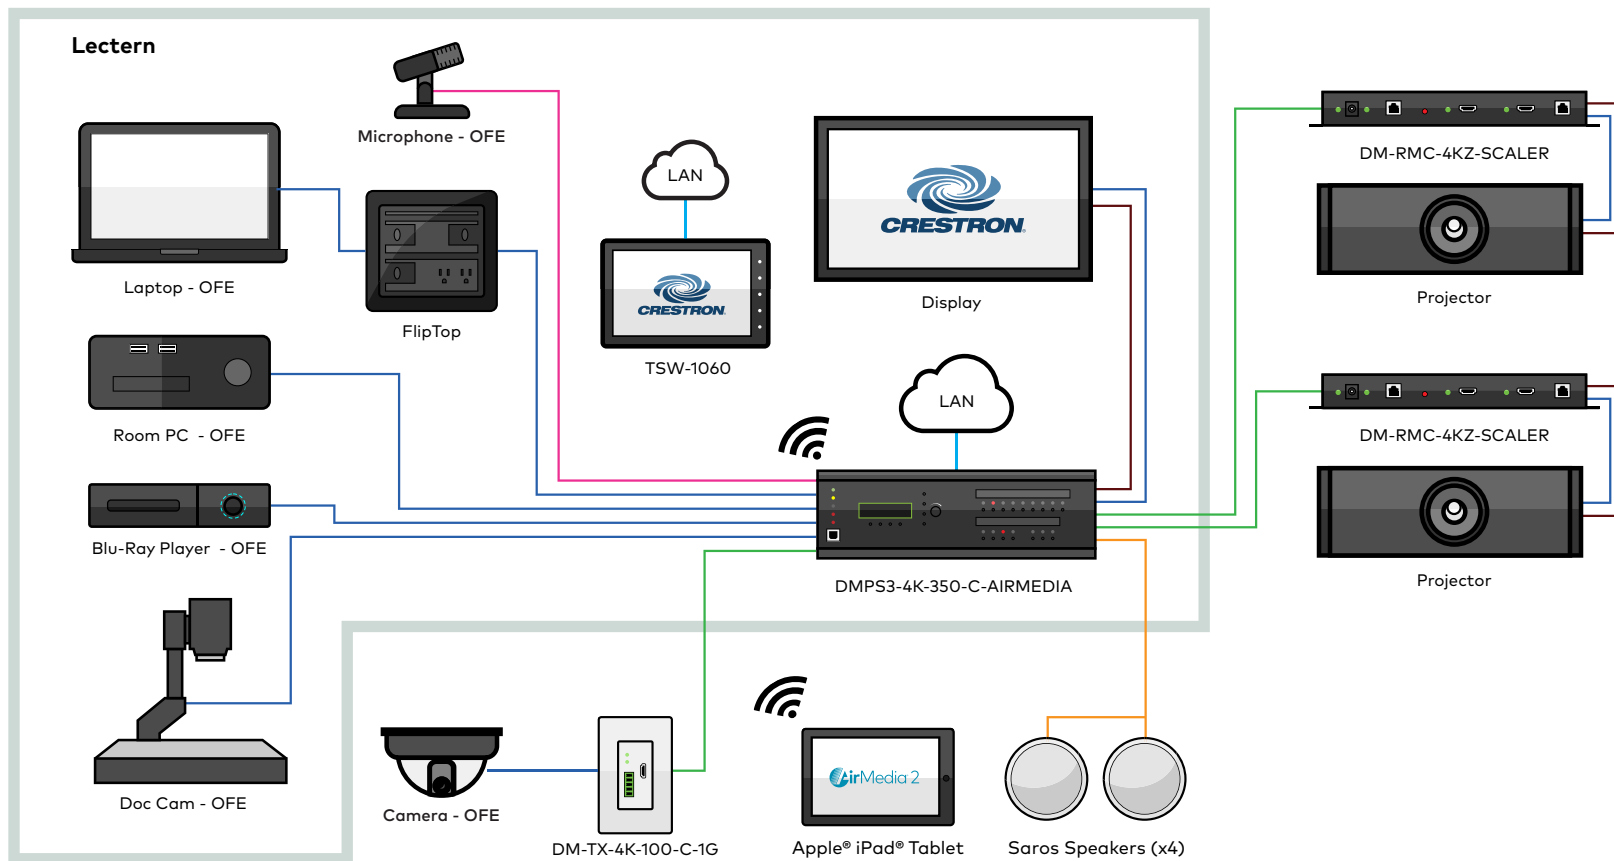 Lectern
Microphone - OFE
LAN
CRESTRON
DM-RMC-4KZ-SCALER
Laptop - OFE
FlipTop
CRESTRON
Display
Projector
TSW-1060
LAN
Room PC - OFE
DM-RMC-4KZ-SCALER
Blu-Ray Player - OFE
DMPS3-4K-350-C-AIRMEDIA
Projector
AirMedia 2
Doc Cam - OFE
Camera - OFE
DM-TX-4K-100-C-1G
Apple® iPad® Tablet
Saros Speakers (x4)